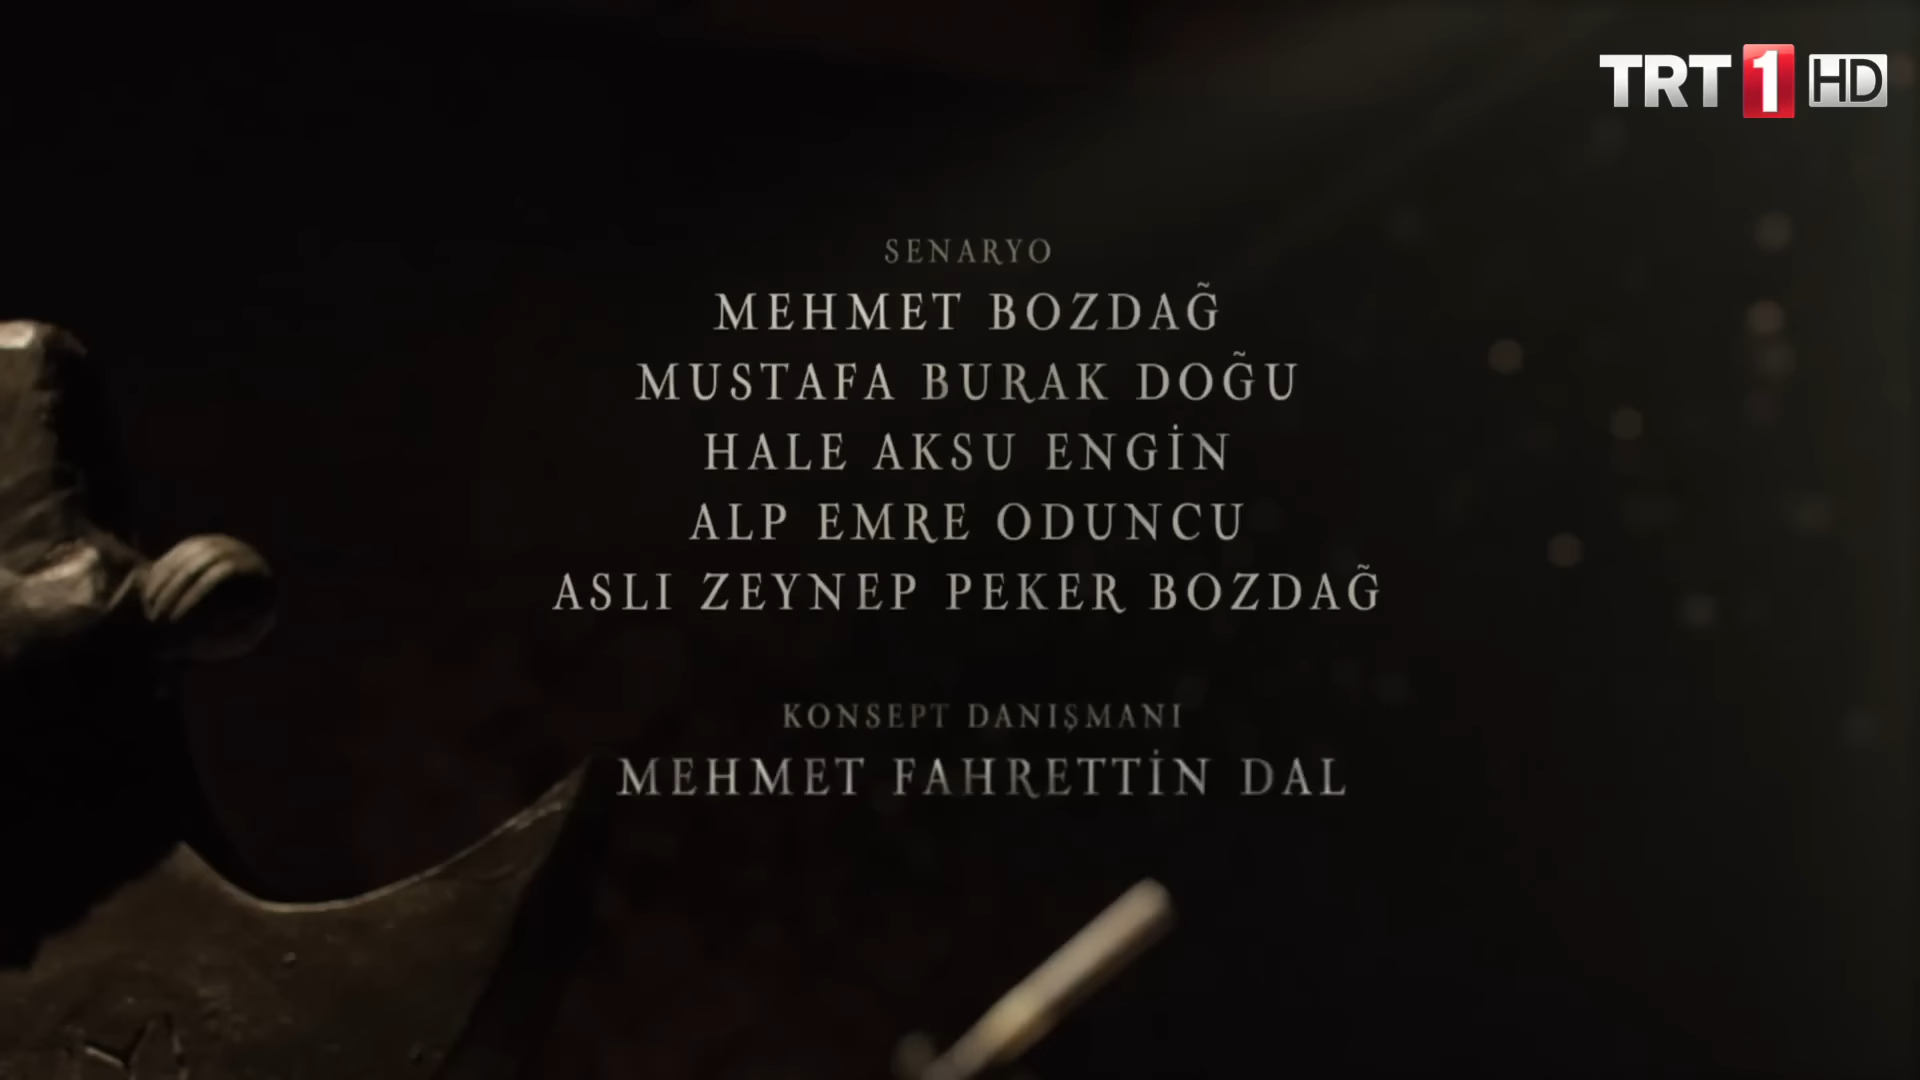 TRT 1 HD
SENARYO
MEHMET BOZDAĞ
MUSTAFA BURAK DOĞU
HALE AKSU ENGİN
ALP EMRE ODUNCU
ASLI ZEYNEP PEKER BOZDAĞ
KONSEPT DANIŞMANI
MEHMET FAHRETTİN DAL